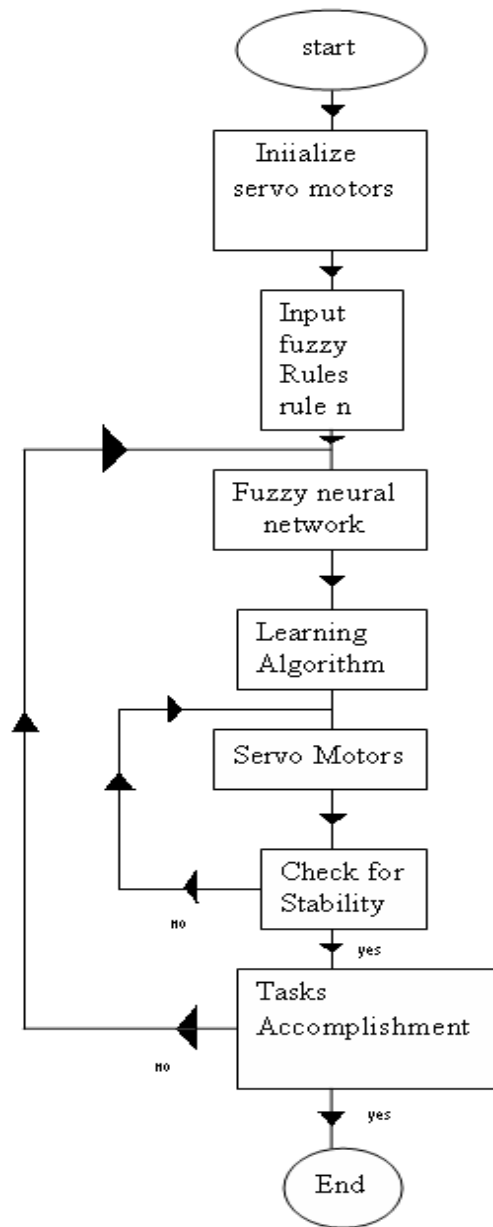 start
Iniialize
servo motors
Input
fuzzy
Rules
rule n
Fuzzy neural
network
Learning
Algorithm
Servo Motors
Check for
Stability
NO
yes
Tasks
Accomplishment
NO
yes
End